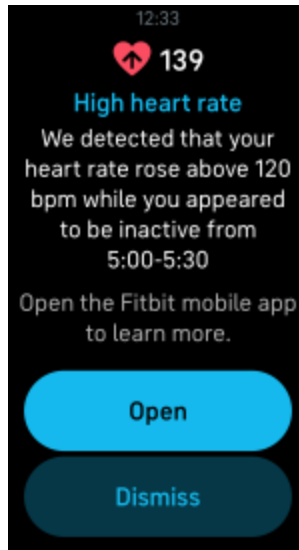 12:33
139
High heart rate
We detected that your
heart rate rose above 120
bpm while you appeared
to be inactive from
5:00-5:30
Open the Fitbit mobile app
to learn more.
Open
Dismiss